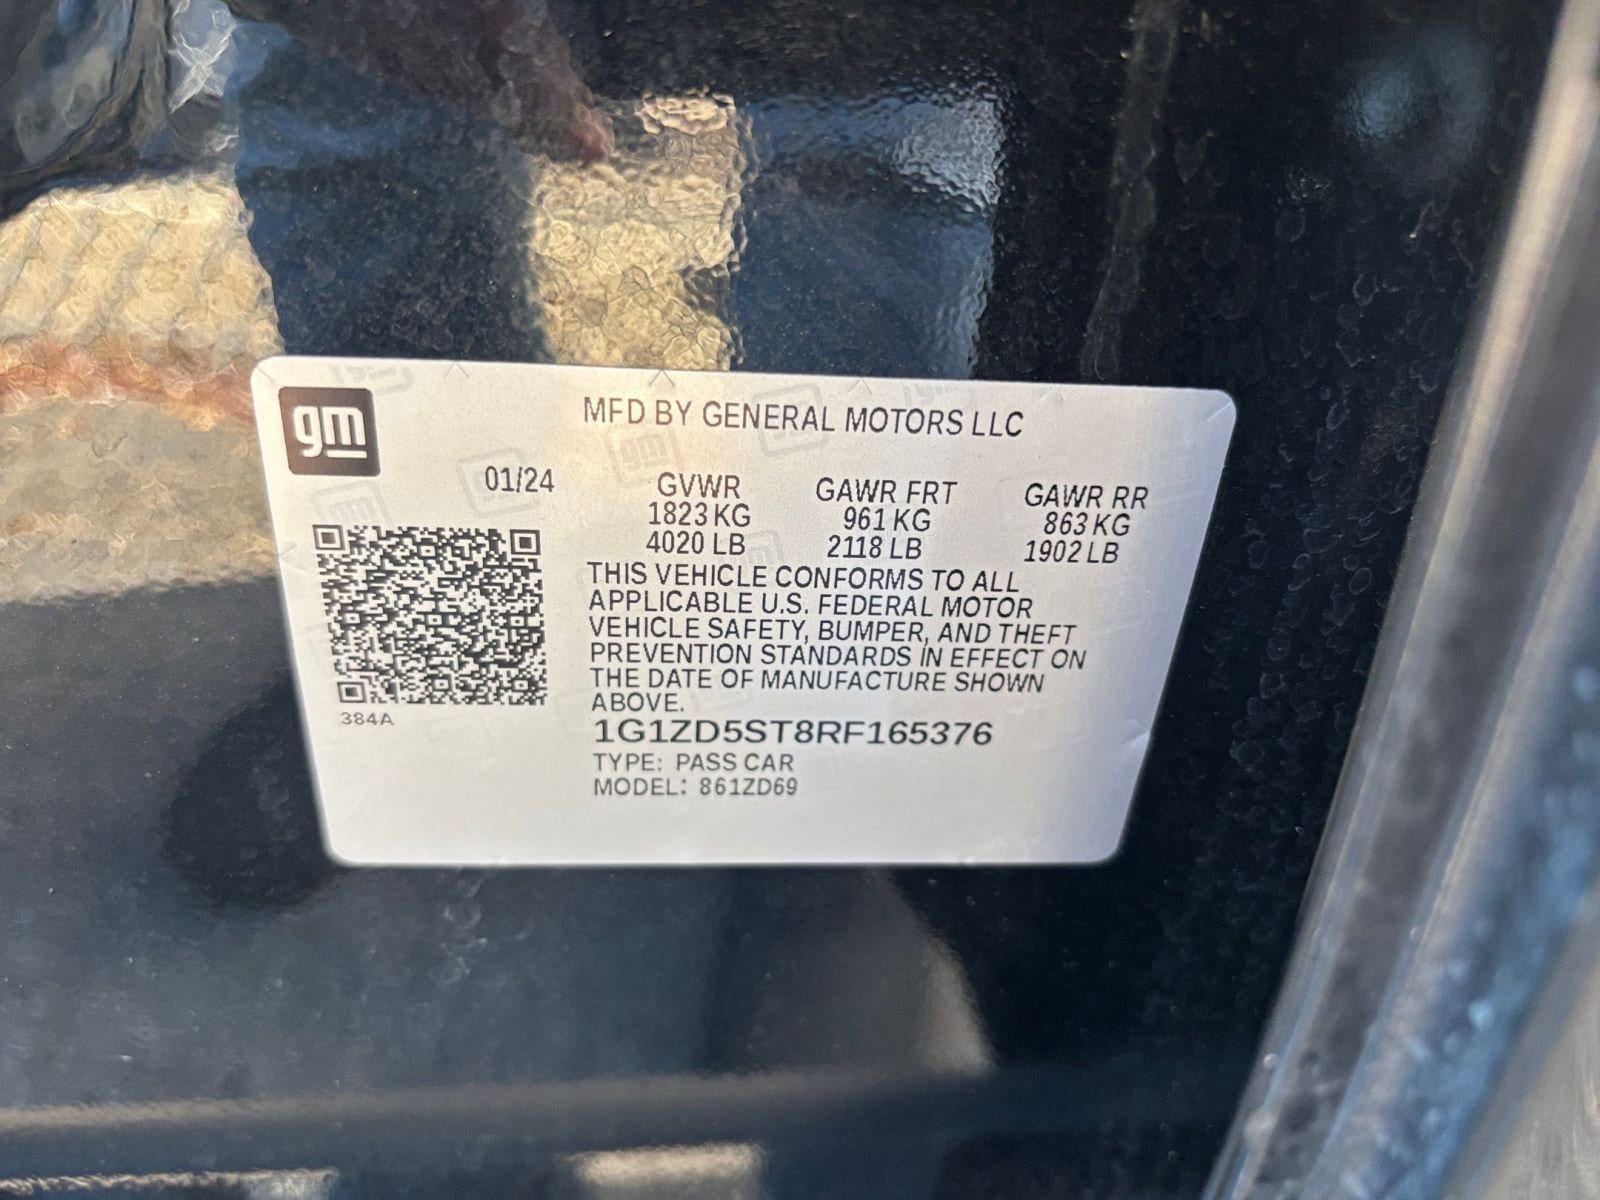 gm
MFD BY GENERAL MOTORS LLC
01/24
GVWR GAWR FRT GAWR RR
1823 KG 961 KG 863 KG
4020 LB 2118 LB 1902 LB
THIS VEHICLE CONFORMS TO ALL
APPLICABLE U.S. FEDERAL MOTOR
VEHICLE SAFETY, BUMPER, AND THEFT
PREVENTION STANDARDS IN EFFECT ON
THE DATE OF MANUFACTURE SHOWN
ABOVE.
384A
1G1ZD5ST8RF165376
TYPE: PASS CAR
MODEL: 861ZD69